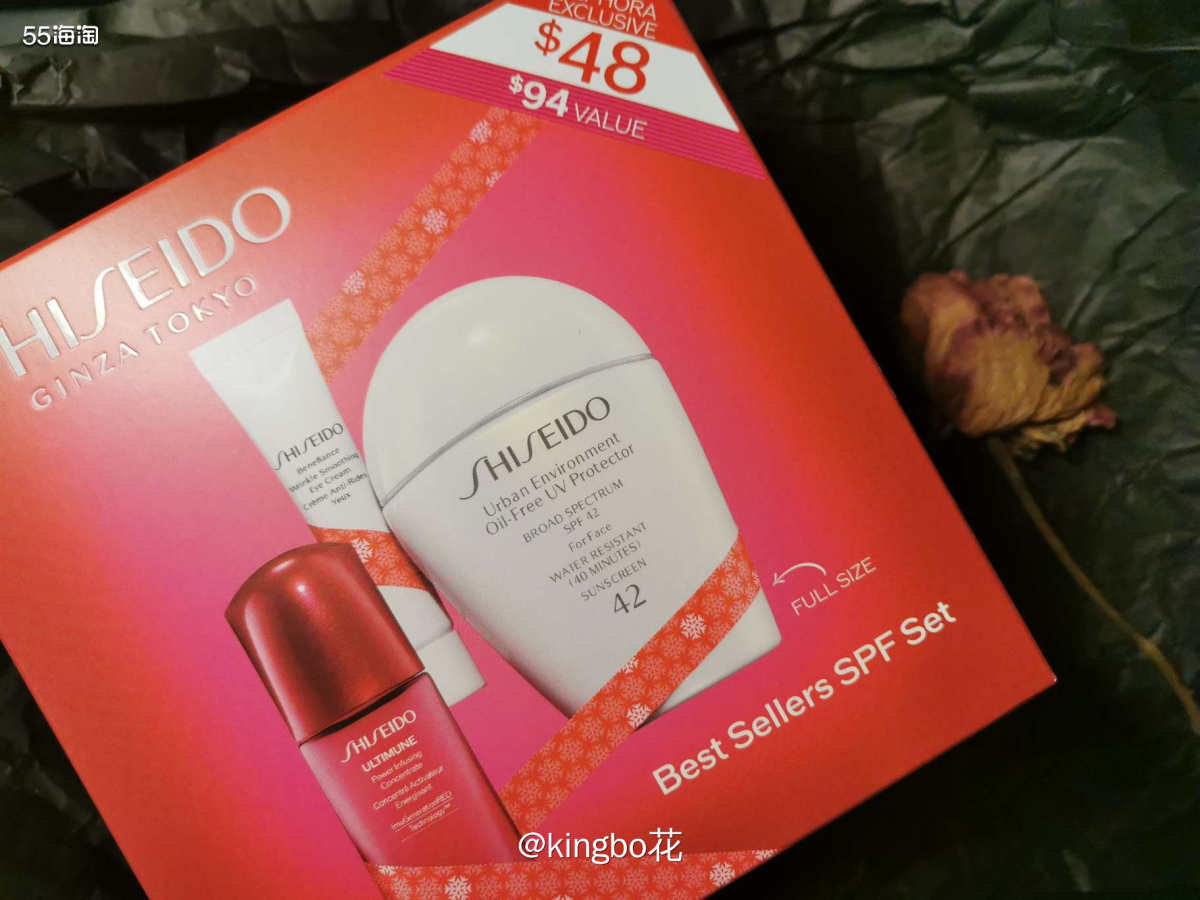 55海淘
EXCLUSIVE
$48
$94 VALUE
SHISEIDO
GINZA TOKYO
SHISEIDO
Benefiance
Wrinkle Smoothing
Eye Cream
Crème Anti-Rides
Yeux
SHISEIDO
Urban Environment
Oil-Free UV Protector
BROAD SPECTRUM
SPF 42
For Face
WATER RESISTANT
(40 MINUTES)
SUNSCREEN
42
FULL SIZE
Best Sellers SPF Set
SHISEIDO
ULTIMUNE
Power Infusing
Concentrate
Concentré Activateur
Énergisant
ImuGenerationRED
Technology™
@kingbo花